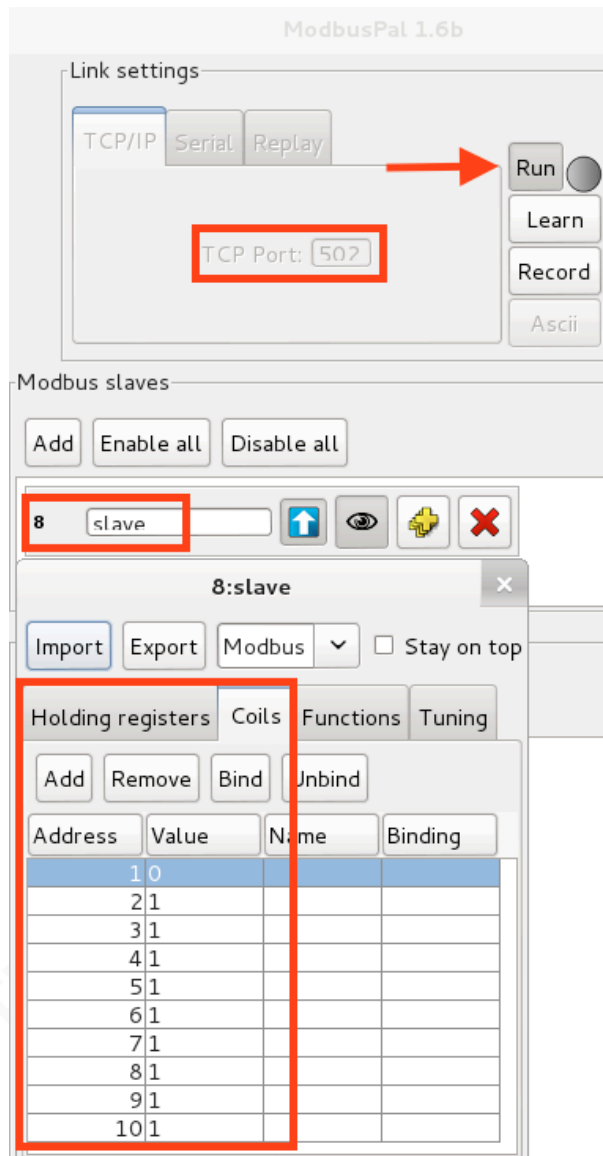 ModbusPal 1.6b
Link settings
TCP/IP Serial Replay
Run
TCP Port: 502
Learn
Record
Ascii
Modbus slaves
Add Enable all Disable all
8 slave
8:slave
Import Export Modbus Stay on top
Holding registers Coils Functions Tuning
Add Remove Bind Unbind
Address Value Name Binding
1 0
2 1
3 1
4 1
5 1
6 1
7 1
8 1
9 1
10 1